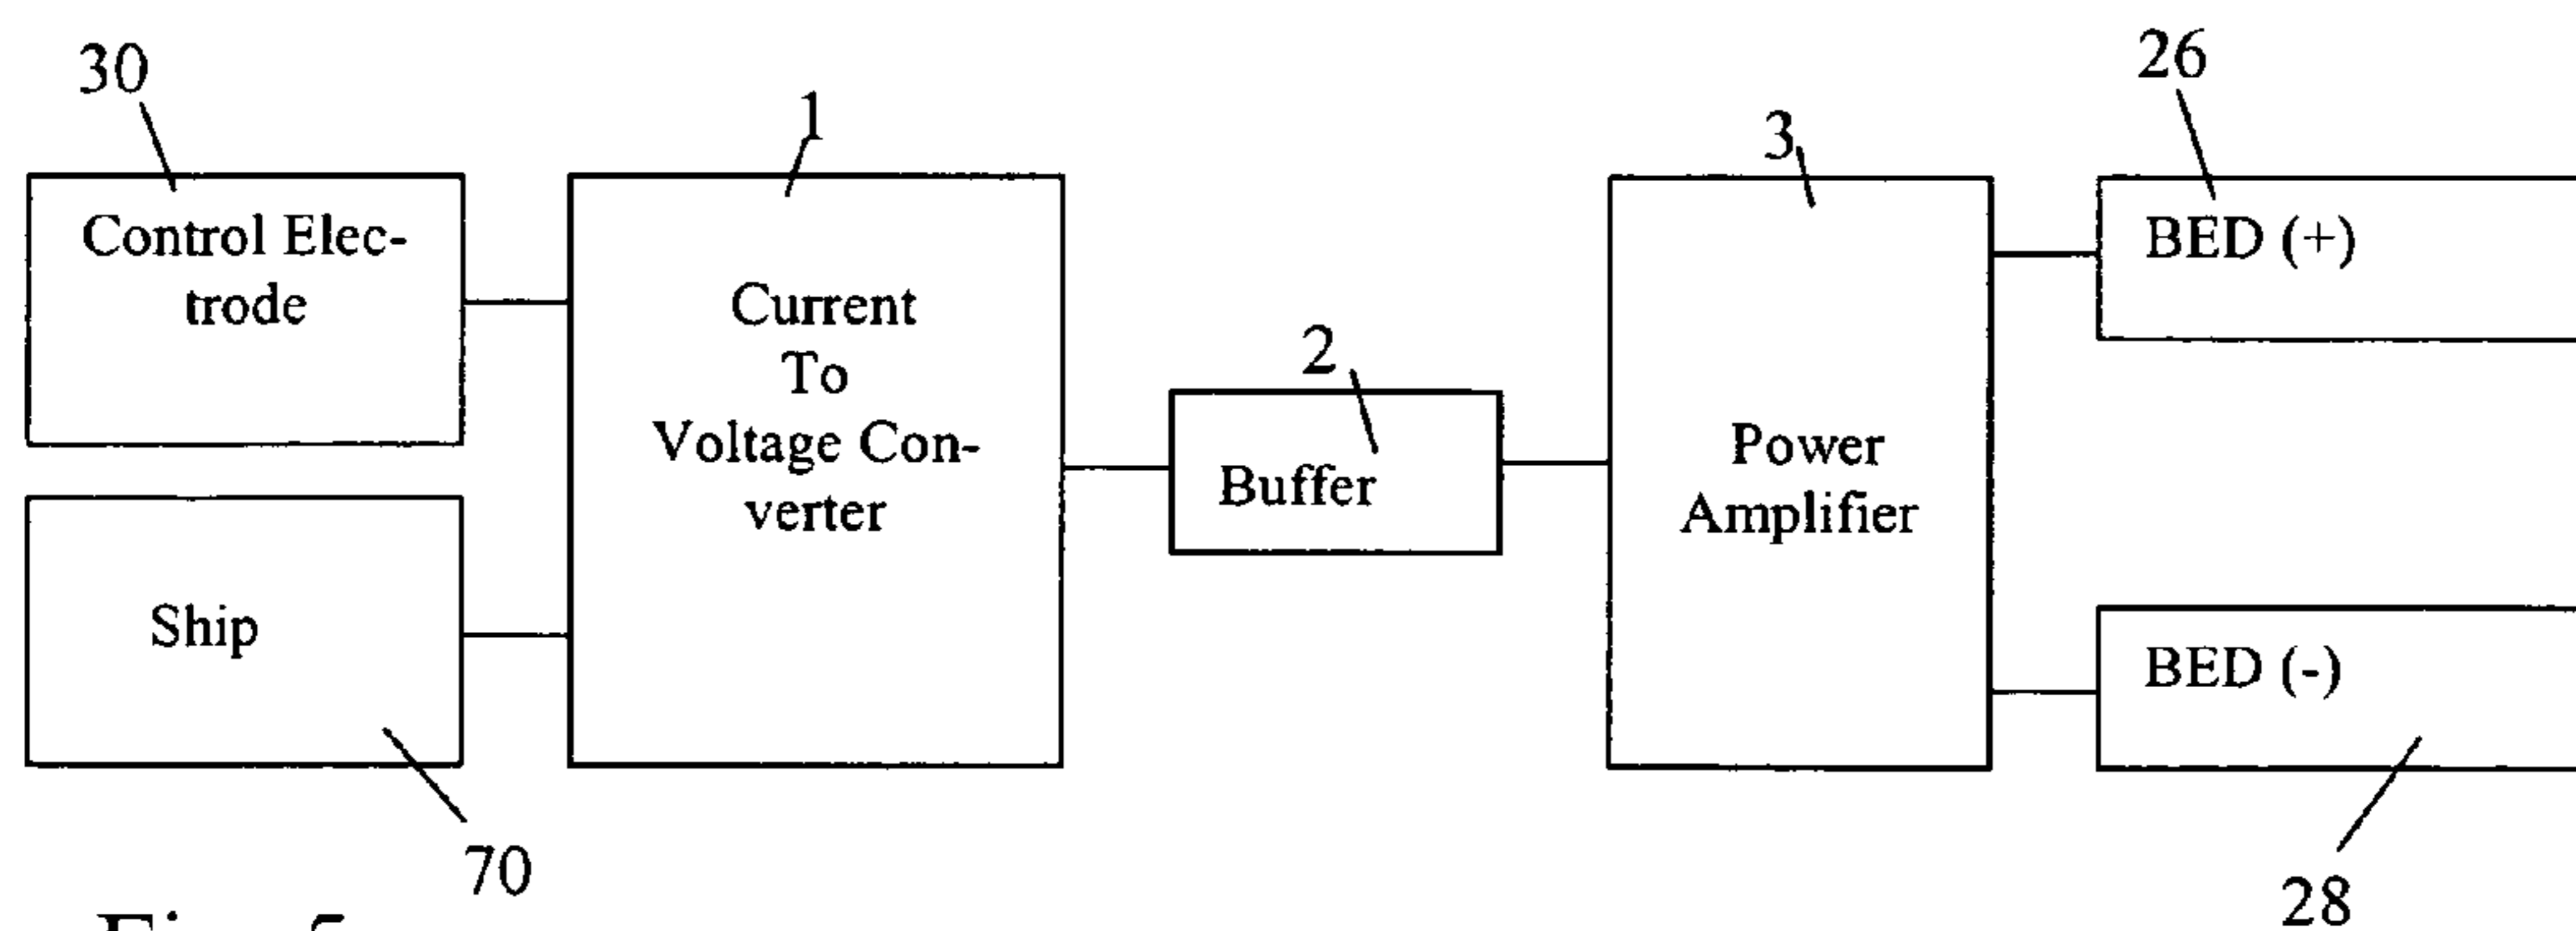 30
1
3
26
Control Elec-
trode
Current
To
Voltage Con-
verter
2
Buffer
Power
Amplifier
BED (+)
Ship
BED (-)
70
28